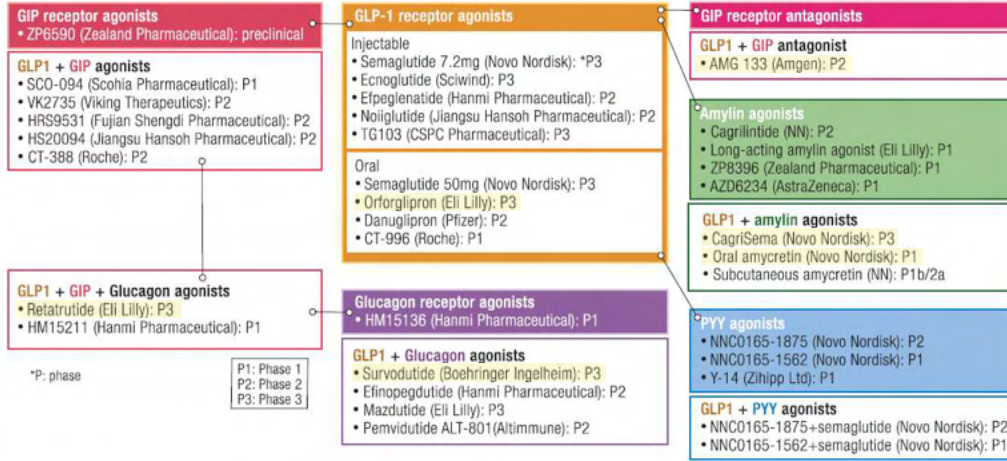 GIP receptor agonists
• ZP6590 (Zealand Pharmaceutical): preclinical
GLP1 + GIP agonists
• SCO-094 (Scohia Pharmaceutical): P1
• VK2735 (Viking Therapeutics): P2
• HRS9531 (Fujian Shengdi Pharmaceutical): P2
• HS20094 (Jiangsu Hansoh Pharmaceutical): P2
• CT-388 (Roche): P2
GLP1 + GIP + Glucagon agonists
• Retatrutide (Eli Lilly): P3
• HM15211 (Hanmi Pharmaceutical): P1
*P: phase
P1: Phase 1
P2: Phase 2
P3: Phase 3
GLP-1 receptor agonists
Injectable
• Semaglutide 7.2mg (Novo Nordisk): *P3
• Ecnoglutide (Sciwind): P3
• Efpeglenatide (Hanmi Pharmaceutical): P2
• Noiiglutide (Jiangsu Hansoh Pharmaceutical): P2
• TG103 (CSPC Pharmaceutical): P3
Oral
• Semaglutide 50mg (Novo Nordisk): P3
• Orforglipron (Eli Lilly): P3
• Danuglipron (Pfizer): P2
• CT-996 (Roche): P1
Glucagon receptor agonists
• HM15136 (Hanmi Pharmaceutical): P1
GLP1 + Glucagon agonists
• Survodutide (Boehringer Ingelheim): P3
• Efinopegdutide (Hanmi Pharmaceutical): P2
• Mazdutide (Eli Lilly): P3
• Pemvidutide ALT-801(Altimmune): P2
GIP receptor antagonists
GLP1 + GIP antagonist
• AMG 133 (Amgen): P2
Amylin agonists
• Cagrilintide (NN): P2
• Long-acting amylin agonist (Eli Lilly): P1
• ZP8396 (Zealand Pharmaceutical): P1
• AZD6234 (AstraZeneca): P1
GLP1 + amylin agonists
• CagriSema (Novo Nordisk): P3
• Oral amycretin (Novo Nordisk): P1
• Subcutaneous amycretin (NN): P1b/2a
PYY agonists
• NNC0165-1875 (Novo Nordisk): P2
• NNC0165-1562 (Novo Nordisk): P1
• Y-14 (Zihipp Ltd): P1
GLP1 + PYY agonists
• NNC0165-1875+semaglutide (Novo Nordisk): P2
• NNC0165-1562+semaglutide (Novo Nordisk): P1